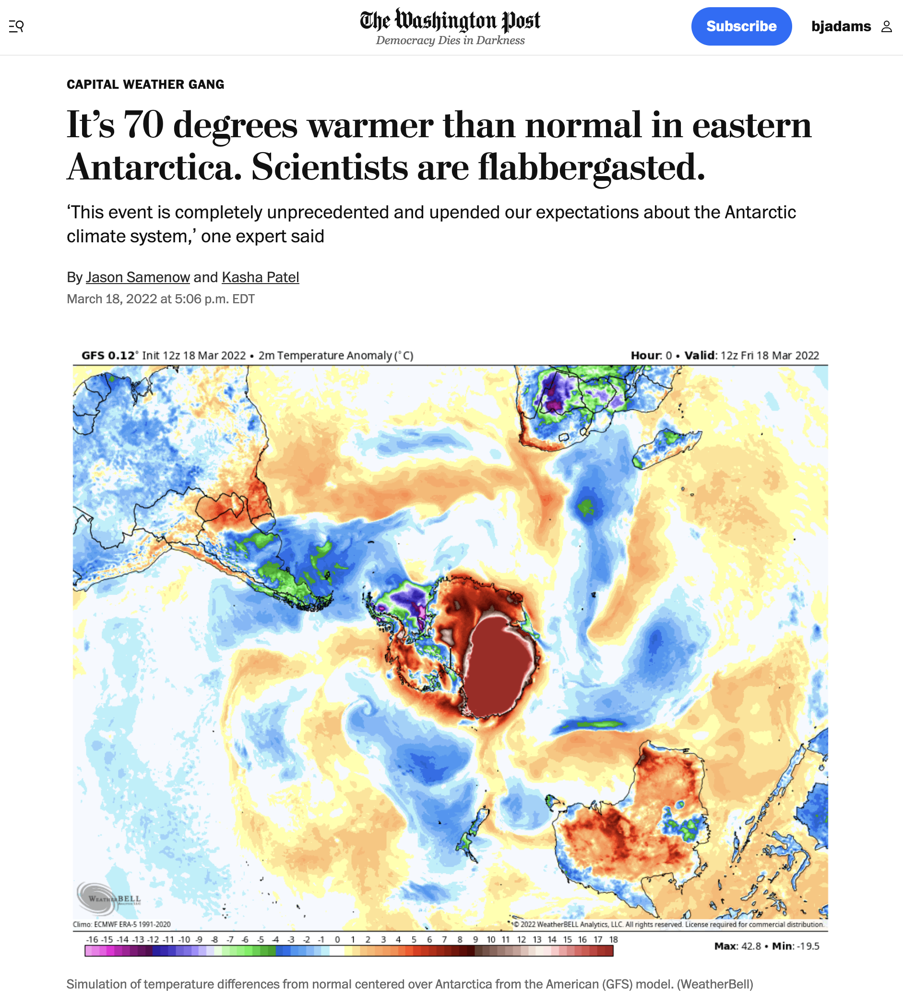 The Washington Post
Democracy Dies in Darkness
Subscribe
bjadams
CAPITAL WEATHER GANG
It’s 70 degrees warmer than normal in eastern
Antarctica. Scientists are flabbergasted.
‘This event is completely unprecedented and upended our expectations about the Antarctic
climate system,’ one expert said
By Jason Samenow and Kasha Patel
March 18, 2022 at 5:06 p.m. EDT
GFS 0.12° Init 12z 18 Mar 2022 • 2m Temperature Anomaly (°C)
Hour: 0 • Valid: 12z Fri 18 Mar 2022
WEATHERBELL
Climo: ECMWF ERA-5 1991-2020
© 2022 WeatherBELL Analytics, LLC. All rights reserved. License required for commercial distribution.
-16 -15 -14 -13 -12 -11 -10 -9 -8 -7 -6 -5 -4 -3 -2 -1 0 1 2 3 4 5 6 7 8 9 10 11 12 13 14 15 16 17 18
Max: 42.8 • Min: -19.5
Simulation of temperature differences from normal centered over Antarctica from the American (GFS) model. (WeatherBell)